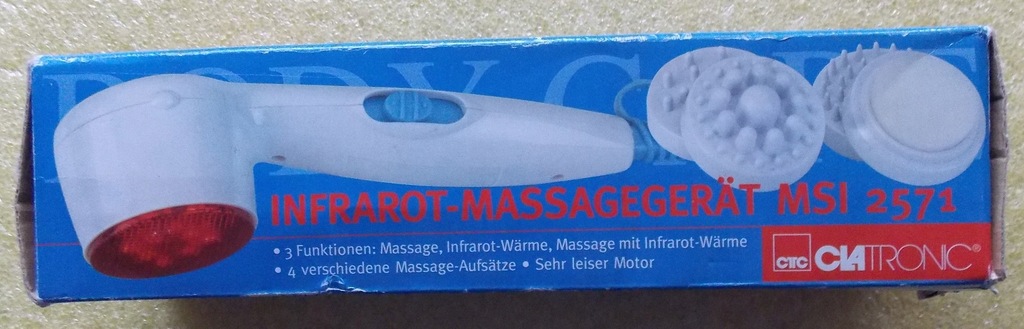 BODY C
INFRAROT-MASSAGEGERÄT MSI 2571
• 3 Funktionen: Massage, Infrarot-Wärme, Massage mit Infrarot-Wärme
• 4 verschiedene Massage-Aufsätze • Sehr leiser Motor
CTC CLATRONIC®